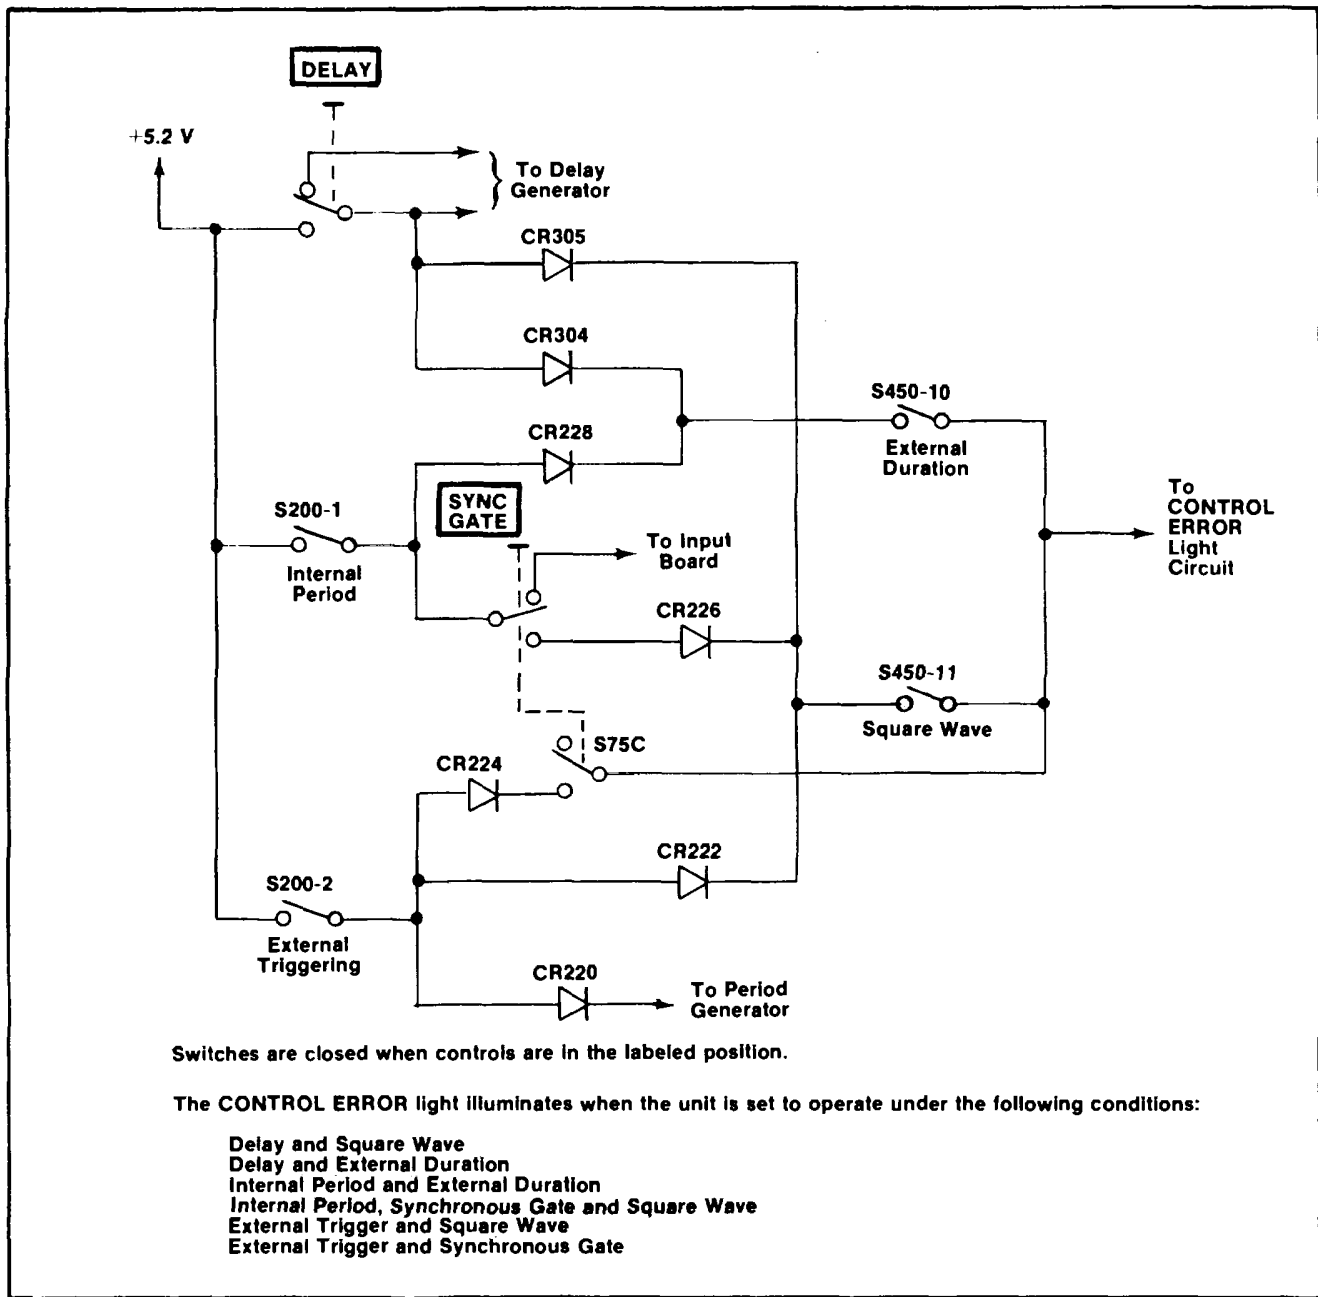 DELAY
+5.2 V
To Delay
Generator
CR305
CR304
S450-10
External
Duration
CR228
SYNC
GATE
S200-1
Internal
Period
To Input
Board
To
CONTROL
ERROR
Light
Circuit
CR226
S450-11
Square Wave
S75C
CR224
CR222
S200-2
External
Triggering
CR220
To Period
Generator
Switches are closed when controls are in the labeled position.
The CONTROL ERROR light illuminates when the unit is set to operate under the following conditions:
Delay and Square Wave
Delay and External Duration
Internal Period and External Duration
Internal Period, Synchronous Gate and Square Wave
External Trigger and Square Wave
External Trigger and Synchronous Gate